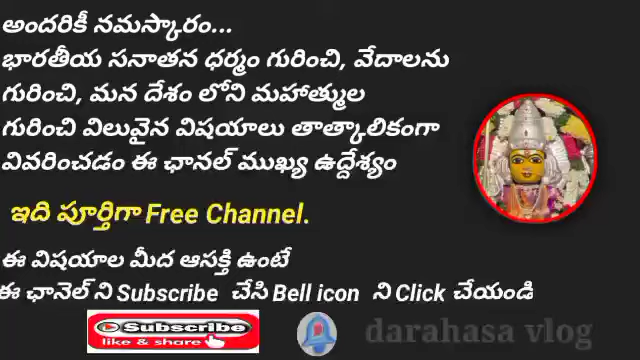 అందరికీ నమస్కారం...
భారతీయ సనాతన ధర్మం గురించి, వేదాలను
గురించి, మన దేశం లోని మహాత్ముల
గురించి విలువైన విషయాలు తాత్కాలికంగా
వివరించడం ఈ ఛానల్ ముఖ్య ఉద్దేశ్యం
ఇది పూర్తిగా Free Channel.
ఈ విషయాల మీద ఆసక్తి ఉంటే
ఈ ఛానెల్ ని Subscribe చేసి Bell icon ని Click చేయండి
Subscribe
like & share
darahasa vlog